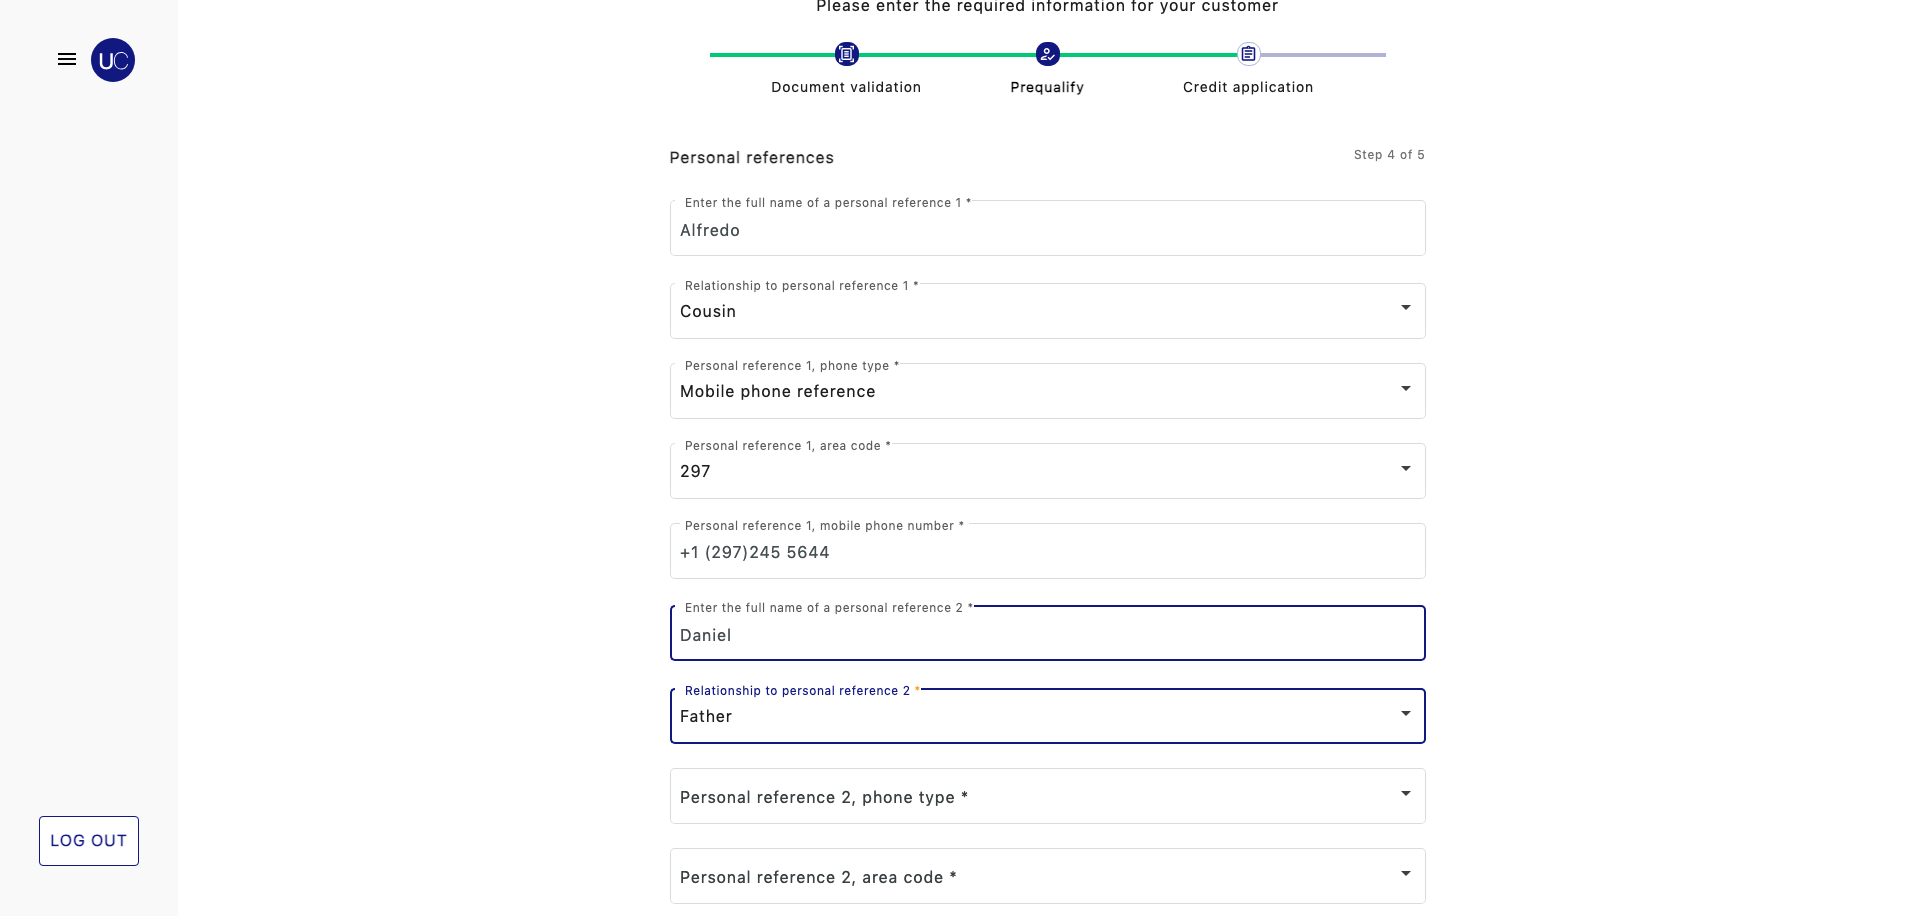 Please enter the required information for your customer
UC
Document validation
Prequalify
Credit application
Personal references
Step 4 of 5
Enter the full name of a personal reference 1 *
Alfredo
Relationship to personal reference 1 *
Cousin
Personal reference 1, phone type *
Mobile phone reference
Personal reference 1, area code *
297
Personal reference 1, mobile phone number *
+1 (297)245 5644
Enter the full name of a personal reference 2 *
Daniel
Relationship to personal reference 2 *
Father
Personal reference 2, phone type *
LOG OUT
Personal reference 2, area code *